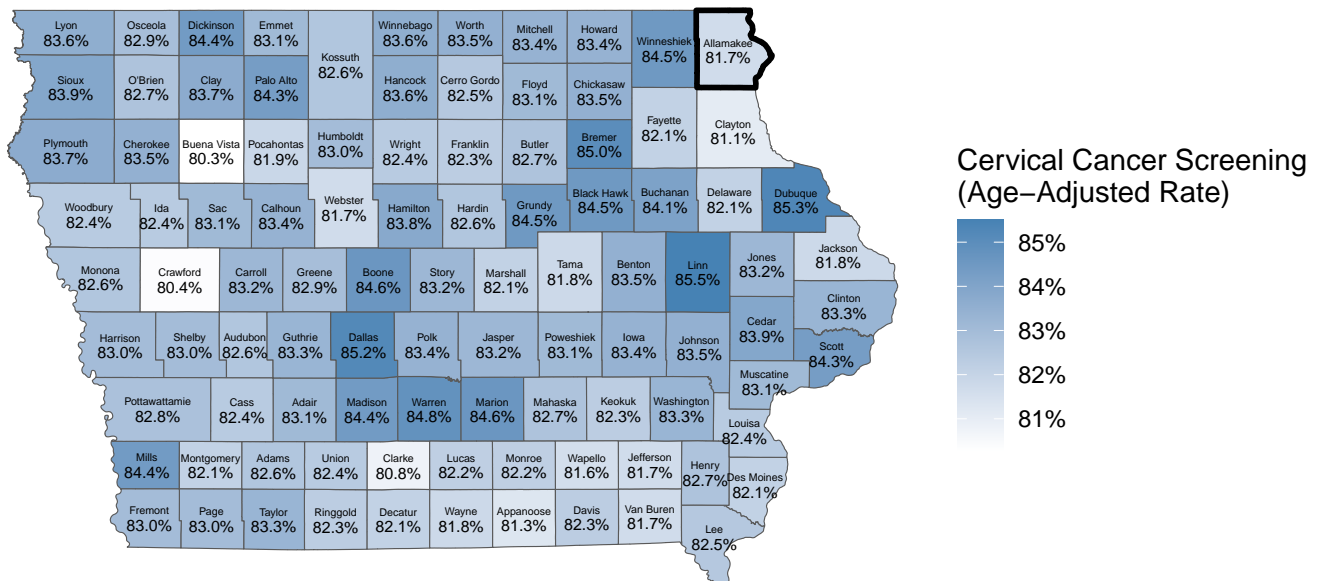 Lyon
83.6%
Osceola
82.9%
Dickinson
84.4%
Emmet
83.1%
Kossuth
82.6%
Winnebago
83.6%
Worth
83.5%
Mitchell
83.4%
Howard
83.4%
Winneshiek
84.5%
Allamakee
81.7%
Sioux
83.9%
O'Brien
82.7%
Clay
83.7%
Palo Alto
84.3%
Hancock
83.6%
Cerro Gordo
82.5%
Floyd
83.1%
Chickasaw
83.5%
Fayette
82.1%
Clayton
81.1%
Plymouth
83.7%
Cherokee
83.5%
Buena Vista
80.3%
Pocahontas
81.9%
Humboldt
83.0%
Wright
82.4%
Franklin
82.3%
Butler
82.7%
Bremer
85.0%
Woodbury
82.4%
Ida
82.4%
Sac
83.1%
Calhoun
83.4%
Webster
81.7%
Hamilton
83.8%
Hardin
82.6%
Grundy
84.5%
Black Hawk
84.5%
Buchanan
84.1%
Delaware
82.1%
Dubuque
85.3%
Monona
82.6%
Crawford
80.4%
Carroll
83.2%
Greene
82.9%
Boone
84.6%
Story
83.2%
Marshall
82.1%
Tama
81.8%
Benton
83.5%
Linn
85.5%
Jones
83.2%
Jackson
81.8%
Clinton
83.3%
Harrison
83.0%
Shelby
83.0%
Audubon
82.6%
Guthrie
83.3%
Dallas
85.2%
Polk
83.4%
Jasper
83.2%
Poweshiek
83.1%
Iowa
83.4%
Johnson
83.5%
Cedar
83.9%
Scott
84.3%
Muscatine
83.1%
Pottawattamie
82.8%
Cass
82.4%
Adair
83.1%
Madison
84.4%
Warren
84.8%
Marion
84.6%
Mahaska
82.7%
Keokuk
82.3%
Washington
83.3%
Louisa
82.4%
Mills
84.4%
Montgomery
82.1%
Adams
82.6%
Union
82.4%
Clarke
80.8%
Lucas
82.2%
Monroe
82.2%
Wapello
81.6%
Jefferson
81.7%
Henry
82.7%
Des Moines
82.1%
Fremont
83.0%
Page
83.0%
Taylor
83.3%
Ringgold
82.3%
Decatur
82.1%
Wayne
81.8%
Appanoose
81.3%
Davis
82.3%
Van Buren
81.7%
Lee
82.5%
Cervical Cancer Screening
(Age−Adjusted Rate)
85%
84%
83%
82%
81%